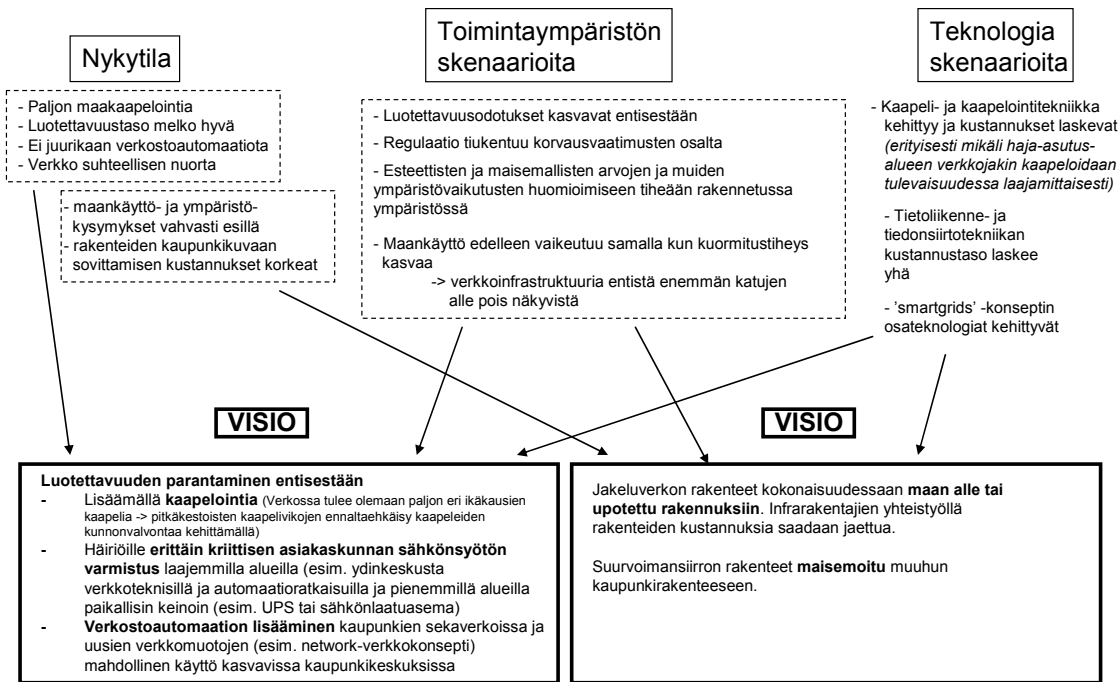 Nykytila
- Paljon maakaapelointia
- Luotettavuustaso melko hyvä
- Ei juurikaan verkostoautomaatiota
- Verkko suhteellisen nuorta
- maankäyttö- ja ympäristö-
kysymykset vahvasti esillä
- rakenteiden kaupunkikuvaan
sovittamisen kustannukset korkeat
Toimintaympäristön
skenaarioita
- Luotettavuusodotukset kasvavat entisestään
- Regulaatio tiukentuu korvausvaatimusten osalta
- Esteettisten ja maisemallisten arvojen ja muiden
ympäristövaikutusten huomioimiseen tiheään rakennetussa
ympäristössä
- Maankäyttö edelleen vaikeutuu samalla kun kuormitustiheys
kasvaa
-> verkkoinfrastruktuuria entistä enemmän katujen
alle pois näkyvistä
Teknologia
skenaarioita
- Kaapeli- ja kaapelointitekniikka
kehittyy ja kustannukset laskevat
(erityisesti mikäli haja-asutus-
alueen verkkojakin kaapeloidaan
tulevaisuudessa laajamittaisesti)
- Tietoliikenne- ja
tiedonsiirtotekniikan
kustannustaso laskee
yhä
- 'smartgrids' -konseptin
osateknologiat kehittyvät
VISIO
Luotettavuuden parantaminen entisestään
- Lisäämällä kaapelointia (Verkossa tulee olemaan paljon eri ikäkausien
kaapelia -> pitkäkestoisten kaapelivikojen ennaltaehkäisy kaapeleiden
kunnonvalvontaa kehittämällä)
- Häiriöille erittäin kriittisen asiakaskunnan sähkönsyötön
varmistus laajemmilla alueilla (esim. ydinkeskusta
verkkoteknisillä ja automaatioratkaisuilla ja pienemmillä alueilla
paikallisin keinoin (esim. UPS tai sähkönlaatuasema)
- Verkostoautomaation lisääminen kaupunkien sekaverkoissa ja
uusien verkkomuotojen (esim. network-verkkokonsepti)
mahdollinen käyttö kasvavissa kaupunkikeskuksissa
VISIO
Jakeluverkon rakenteet kokonaisuudessaan maan alle tai
upotettu rakennuksiin. Infrarakentajien yhteistyöllä
rakenteiden kustannuksia saadaan jaettua.
Suurvoimansiirron rakenteet maisemoitu muuhun
kaupunkirakenteeseen.